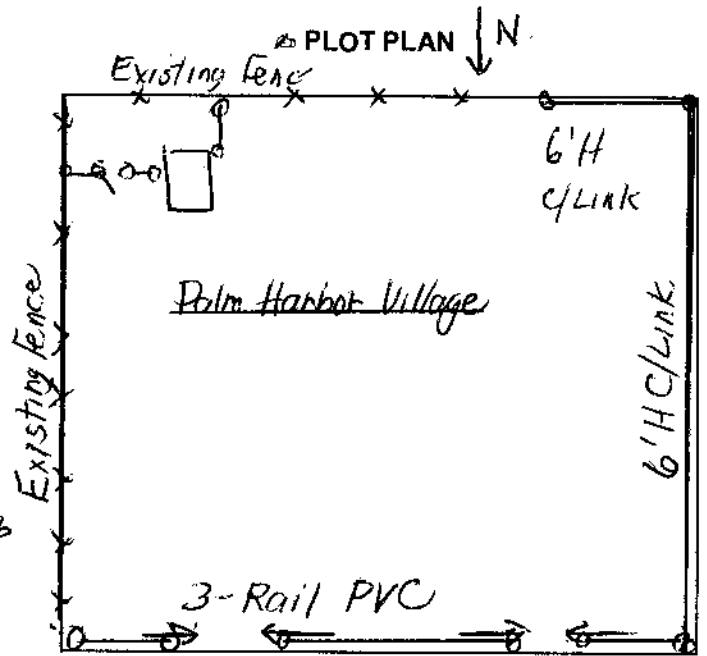 PLOT PLAN N
Existing Fence
6'H
C/Link
Palm Harbor Village
Existing Fence
6'H C/Link
3-Rail PVC